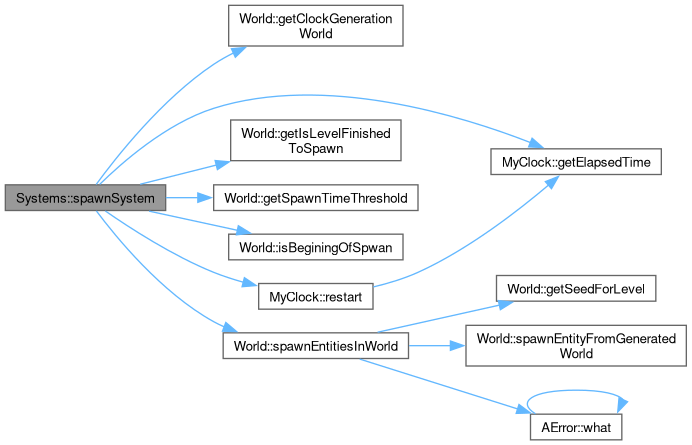 World::getClockGeneration
World
World::getIsLevelFinished
ToSpawn
MyClock::getElapsedTime
Systems::spawnSystem
World::getSpawnTimeThreshold
World::isBeginingOfSpwan
MyClock::restart
World::getSeedForLevel
World::spawnEntitiesInWorld
World::spawnEntityFromGenerated
World
AError::what